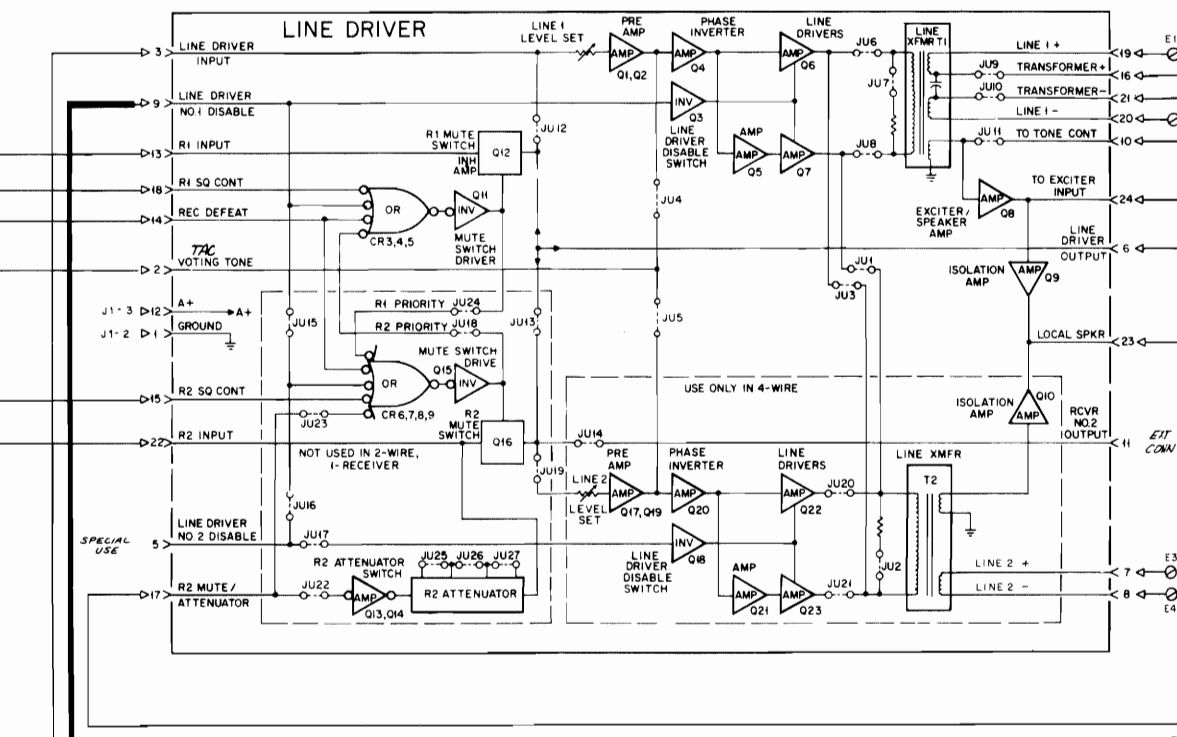 LINE DRIVER
3 LINE DRIVER
INPUT
9 LINE DRIVER
NO.1 DISABLE
13 R1 INPUT
18 R1 SQ CONT
14 REC DEFEAT
TAC
2 VOTING TONE
J1-3 12 A+
A+
J1-2 1 GROUND
15 R2 SQ CONT
22 R2 INPUT
SPECIAL
USE
LINE DRIVER
NO.2 DISABLE
5
17 R2 MUTE/
ATTENUATOR
LINE 1
LEVEL SET
PRE
AMP
AMP
Q1, Q2
PHASE
INVERTER
AMP
Q4
LINE
DRIVERS
AMP
Q6
INV
Q3
LINE
DRIVER
DISABLE
SWITCH
AMP
AMP
Q5
AMP
Q7
JU6
JU7
JU8
LINE
XFMR T1
LINE 1+
19
E1
JU9
TRANSFORMER+
16
JU10
TRANSFORMER-
21
LINE 1-
20
JU11
TO TONE CONT
10
TO EXCITER
INPUT
24
AMP
Q8
EXCITER/
SPEAKER
AMP
LINE
DRIVER
OUTPUT
6
ISOLATION
AMP
AMP
Q9
LOCAL SPKR
23
ISOLATION
AMP
AMP
Q10
RCVR
NO.2
OUTPUT
11
EXT
CONN
R1 MUTE
SWITCH
INH
AMP
Q12
JU12
OR
CR3,4,5
Q11
INV
MUTE
SWITCH
DRIVER
JU4
JU1
JU3
R1 PRIORITY
JU24
R2 PRIORITY
JU18
JU15
JU13
JU5
MUTE SWITCH
DRIVE
OR
CR6,7,8,9
Q15
INV
JU23
R2
MUTE
SWITCH
Q16
NOT USED IN 2-WIRE,
1-RECEIVER
JU14
JU19
JU16
JU17
R2 ATTENUATOR
SWITCH
JU22
AMP
Q13,Q14
JU25
JU26
JU27
R2 ATTENUATOR
USE ONLY IN 4-WIRE
LINE 2
LEVEL
SET
PRE
AMP
AMP
Q17,Q19
PHASE
INVERTER
AMP
Q20
LINE
DRIVERS
AMP
Q22
INV
Q18
LINE
DRIVER
DISABLE
SWITCH
AMP
AMP
Q21
AMP
Q23
JU20
JU2
JU21
LINE XMFR
T2
LINE 2 +
7
E3
LINE 2 -
8
E4